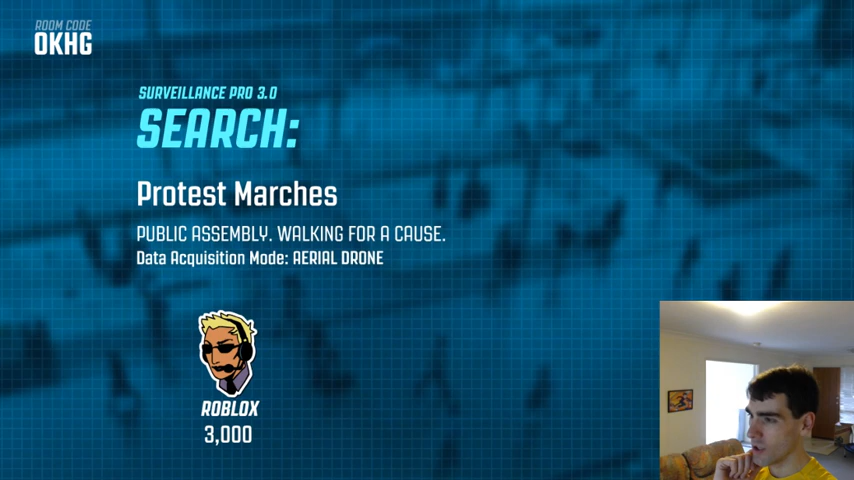 ROOM CODE
OKHG
SURVEILLANCE PRO 3.0
SEARCH:
Protest Marches
PUBLIC ASSEMBLY. WALKING FOR A CAUSE.
Data Acquisition Mode: AERIAL DRONE
ROBLOX
3,000